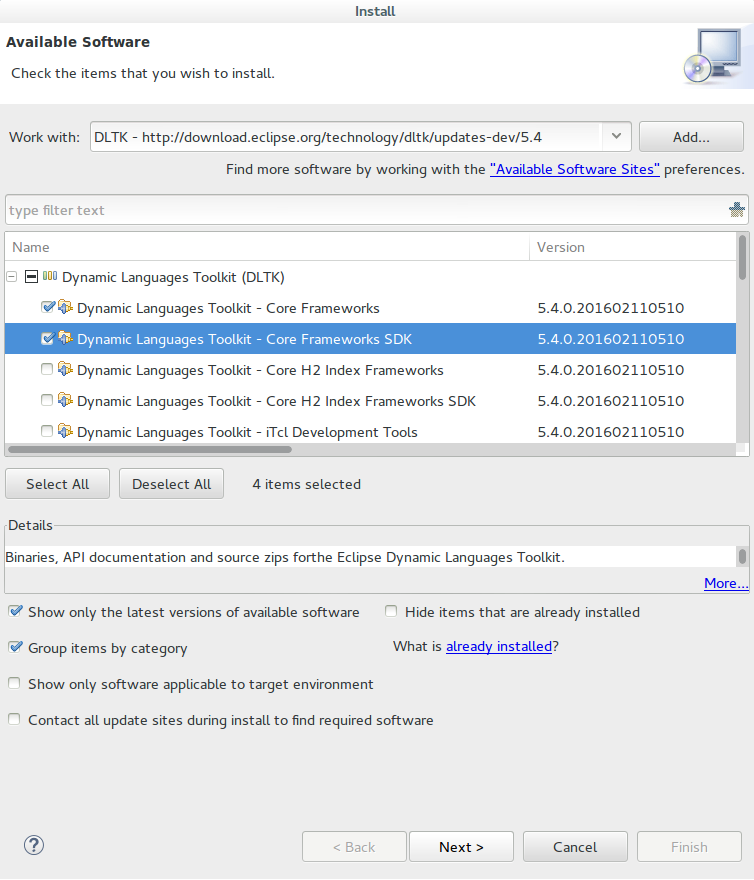 Install
Available Software
Check the items that you wish to install.
Work with: DLTK - http://download.eclipse.org/technology/dltk/updates-dev/5.4 Add...
Find more software by working with the "Available Software Sites" preferences.
type filter text
Name Version
Dynamic Languages Toolkit (DLTK)
Dynamic Languages Toolkit - Core Frameworks 5.4.0.201602110510
Dynamic Languages Toolkit - Core Frameworks SDK 5.4.0.201602110510
Dynamic Languages Toolkit - Core H2 Index Frameworks 5.4.0.201602110510
Dynamic Languages Toolkit - Core H2 Index Frameworks SDK 5.4.0.201602110510
Dynamic Languages Toolkit - iTcl Development Tools 5.4.0.201602110510
Select All Deselect All 4 items selected
Details
Binaries, API documentation and source zips forthe Eclipse Dynamic Languages Toolkit.
More...
Show only the latest versions of available software Hide items that are already installed
Group items by category What is already installed?
Show only software applicable to target environment
Contact all update sites during install to find required software
? < Back Next > Cancel Finish